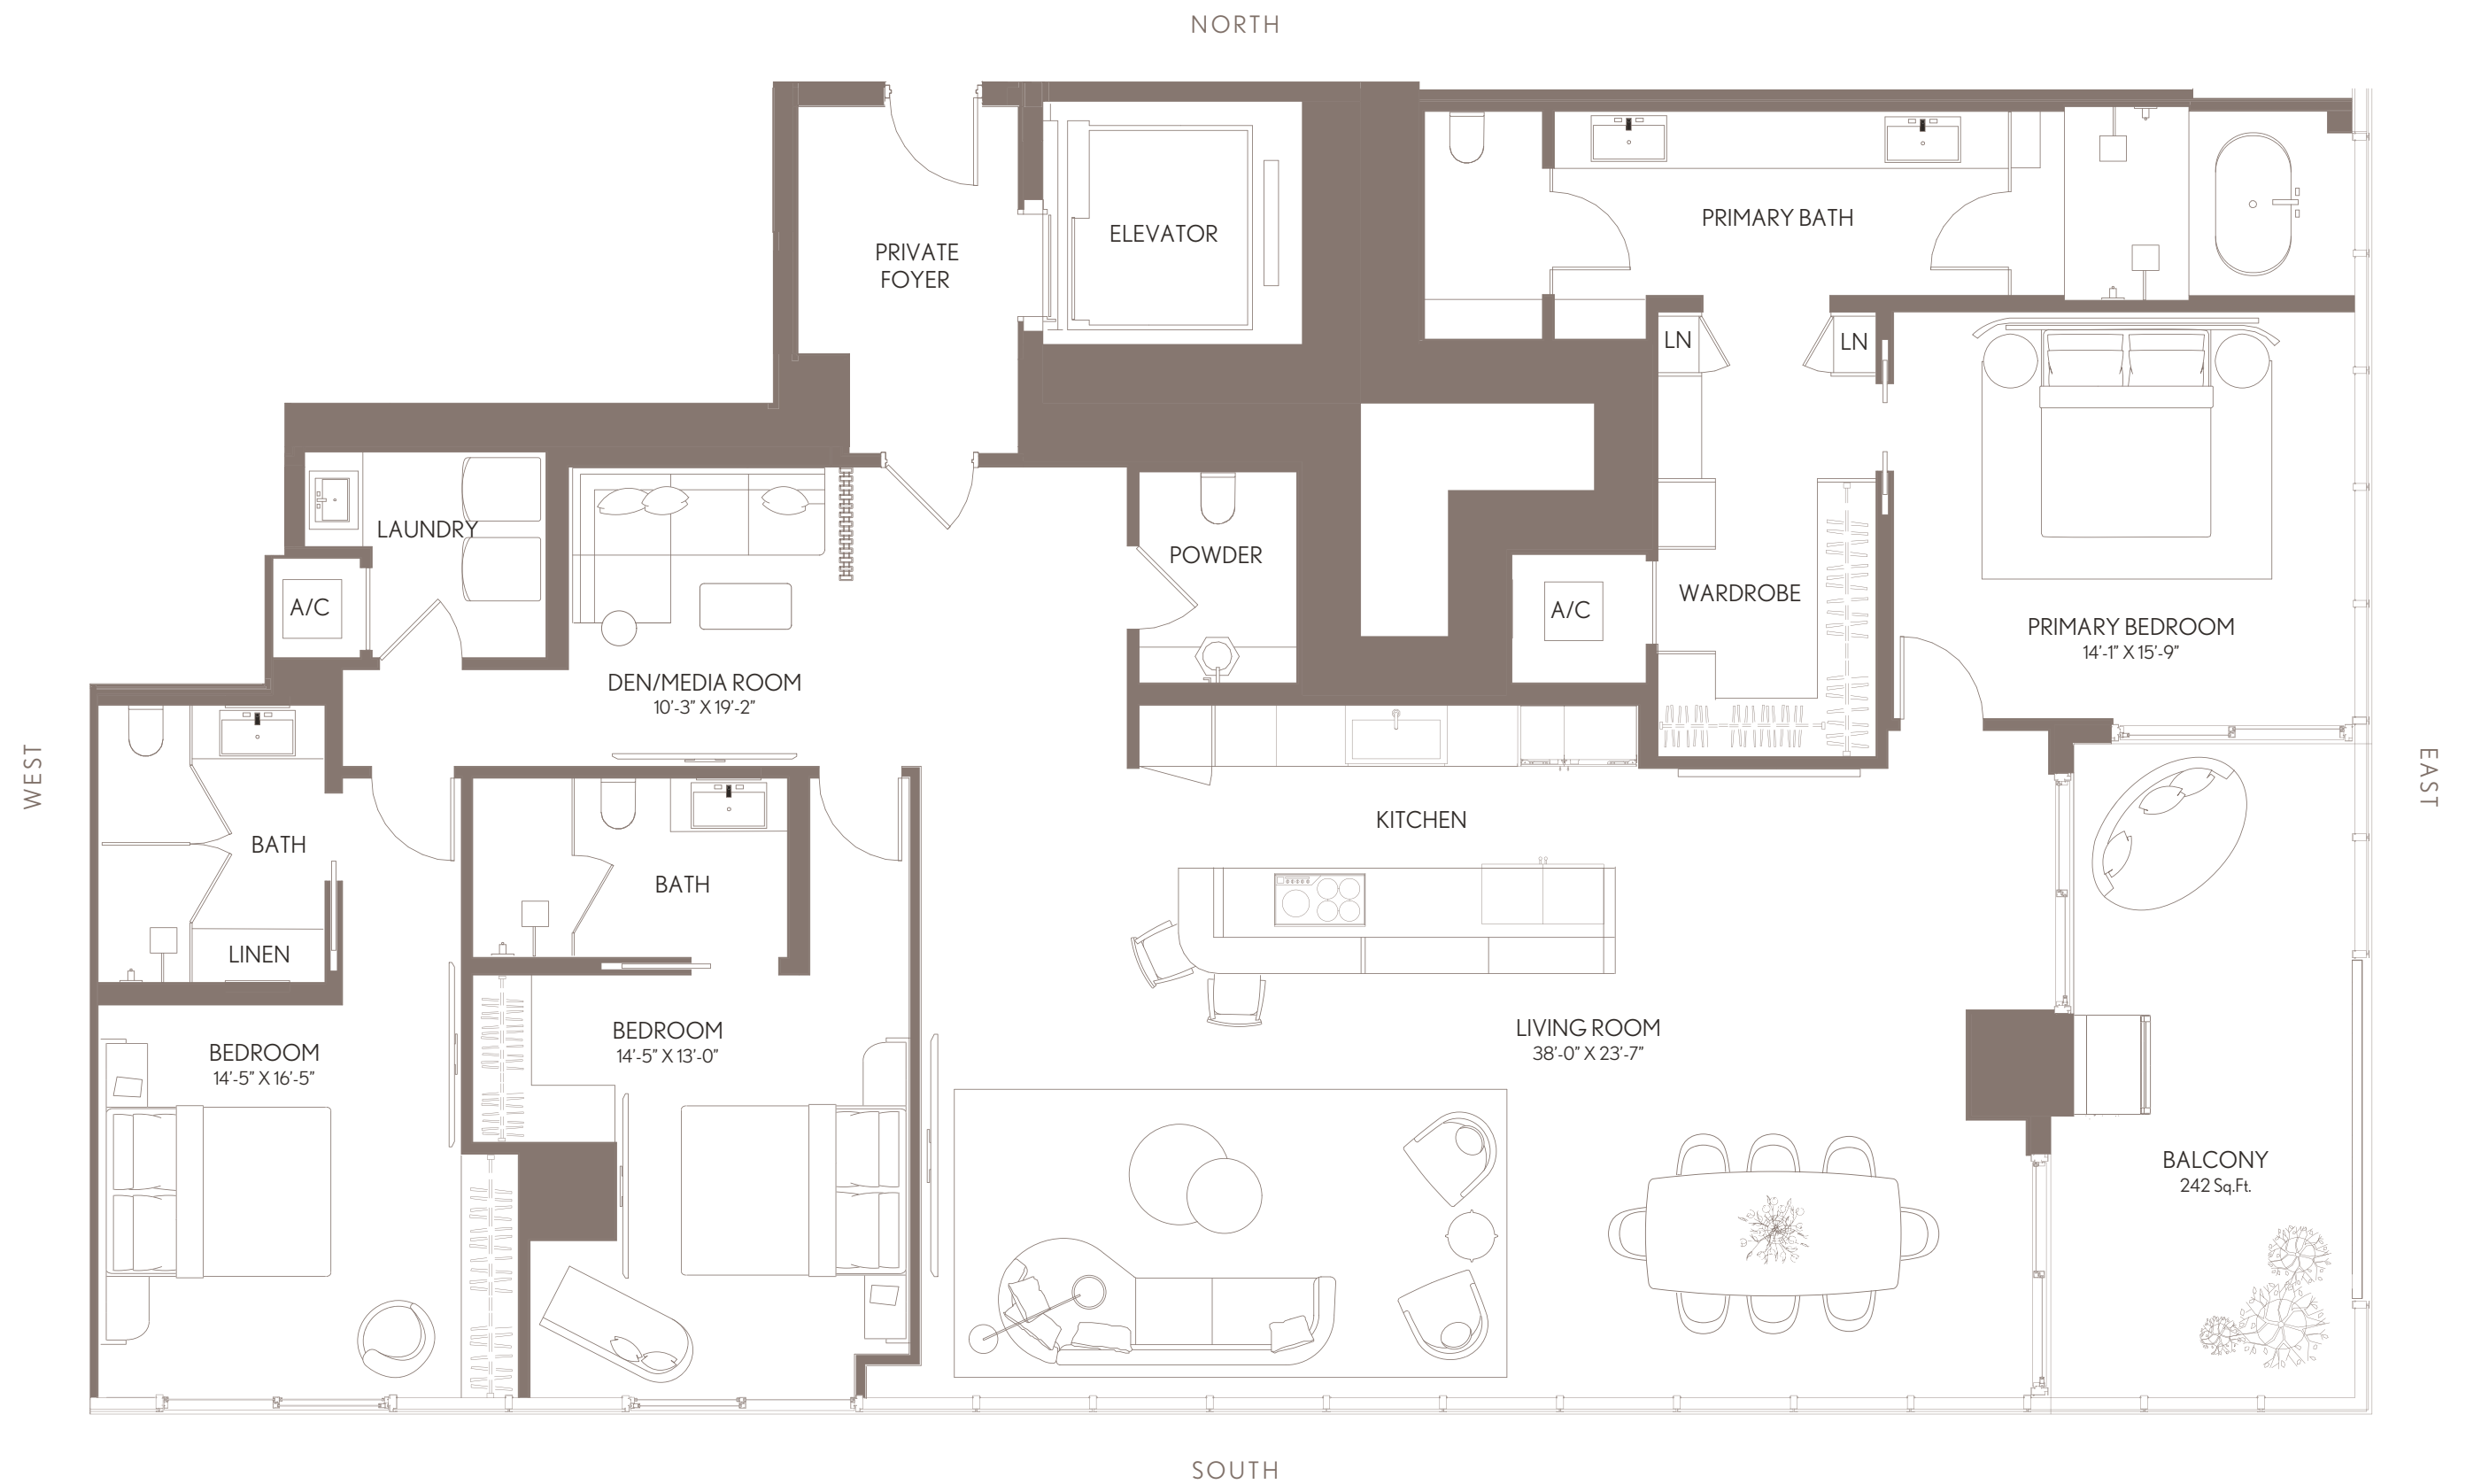 NORTH
PRIVATE
FOYER
ELEVATOR
PRIMARY BATH
LN
LN
LAUNDRY
A/C
POWDER
A/C
WARDROBE
PRIMARY BEDROOM
14'-1" X 15'-9"
DEN/MEDIA ROOM
10'-3" X 19'-2"
WEST
EAST
BATH
KITCHEN
BATH
LINEN
BEDROOM
14'-5" X 16'-5"
BEDROOM
14'-5" X 13'-0"
LIVING ROOM
38'-0" X 23'-7"
BALCONY
242 Sq.Ft.
SOUTH